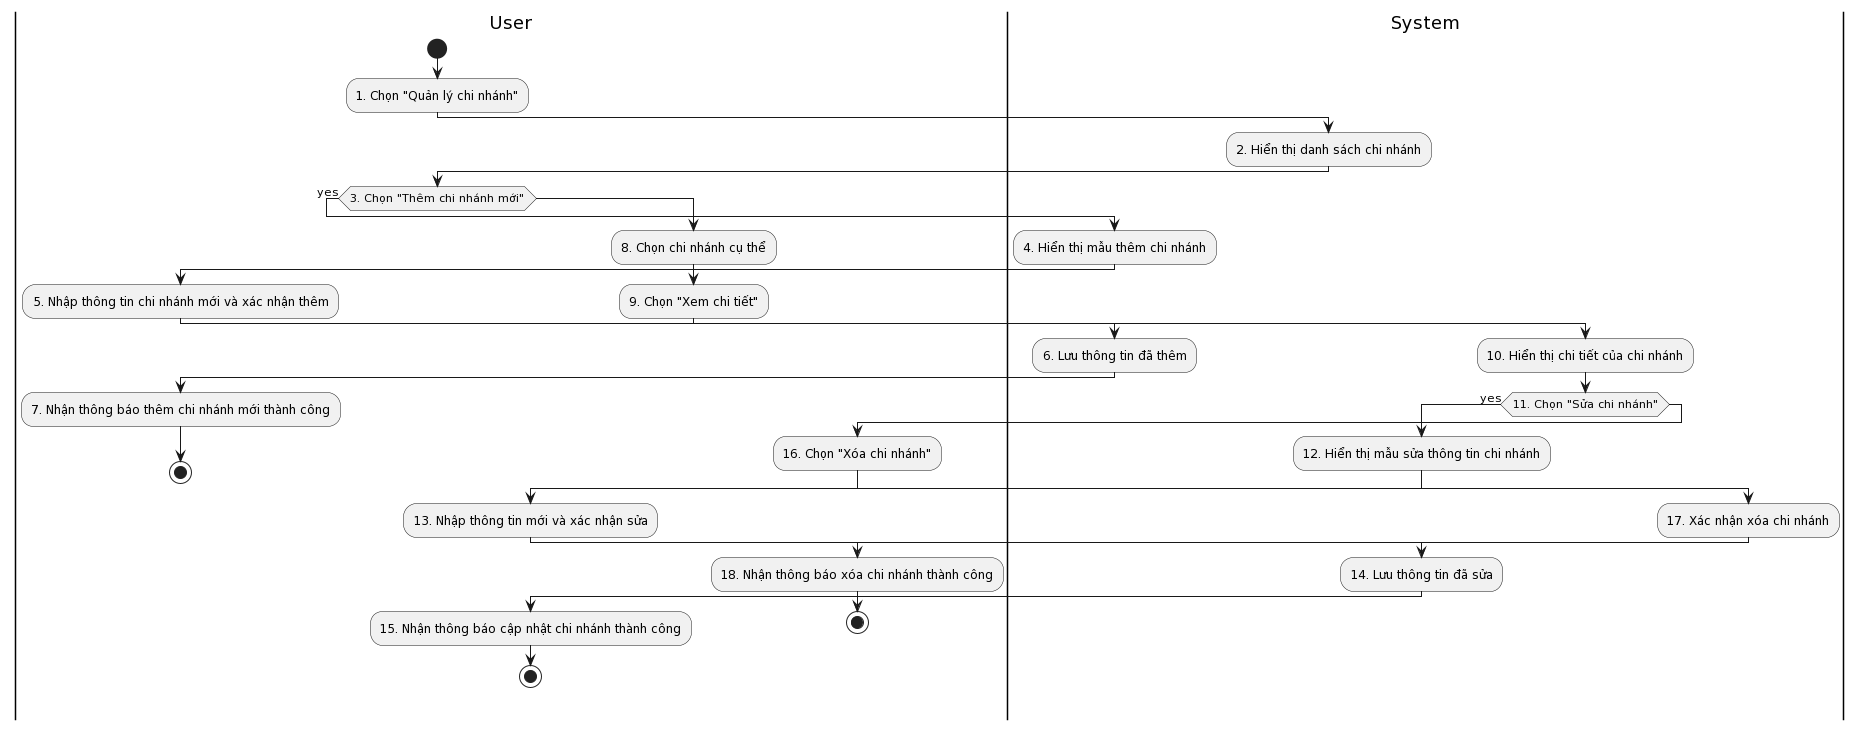 User
System
1. Chọn "Quản lý chi nhánh"
2. Hiển thị danh sách chi nhánh
yes
3. Chọn "Thêm chi nhánh mới"
8. Chọn chi nhánh cụ thể
4. Hiển thị mẫu thêm chi nhánh
5. Nhập thông tin chi nhánh mới và xác nhận thêm
9. Chọn "Xem chi tiết"
6. Lưu thông tin đã thêm
10. Hiển thị chi tiết của chi nhánh
7. Nhận thông báo thêm chi nhánh mới thành công
yes
11. Chọn "Sửa chi nhánh"
16. Chọn "Xóa chi nhánh"
12. Hiển thị mẫu sửa thông tin chi nhánh
13. Nhập thông tin mới và xác nhận sửa
17. Xác nhận xóa chi nhánh
18. Nhận thông báo xóa chi nhánh thành công
14. Lưu thông tin đã sửa
15. Nhận thông báo cập nhật chi nhánh thành công